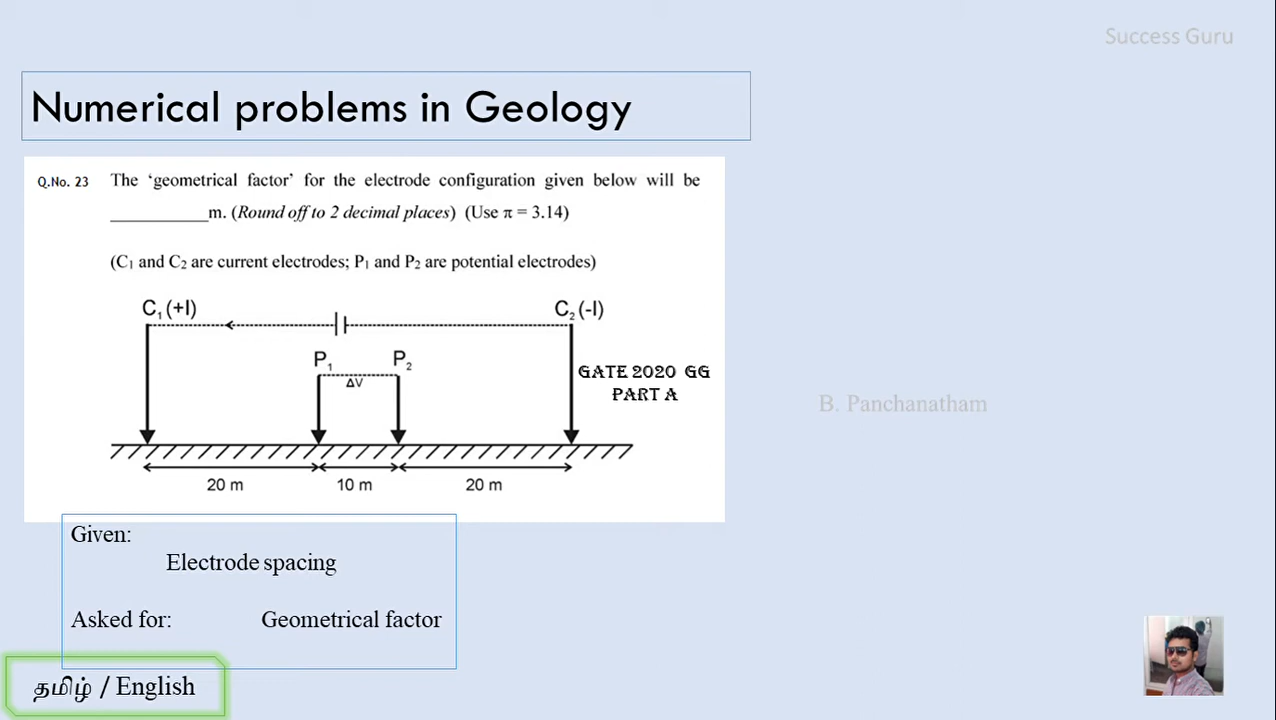 Success Guru
Numerical problems in Geology
Q.No. 23 The ‘geometrical factor’ for the electrode configuration given below will be
___________m. (Round off to 2 decimal places) (Use π = 3.14)
(C₁ and C₂ are current electrodes; P₁ and P₂ are potential electrodes)
C₁ (+I) C₂ (-I)
P₁ P₂
ΔV
GATE 2020 GG
PART A
B. Panchanatham
20 m 10 m 20 m
Given:
Electrode spacing
Asked for: Geometrical factor
தமிழ் / English